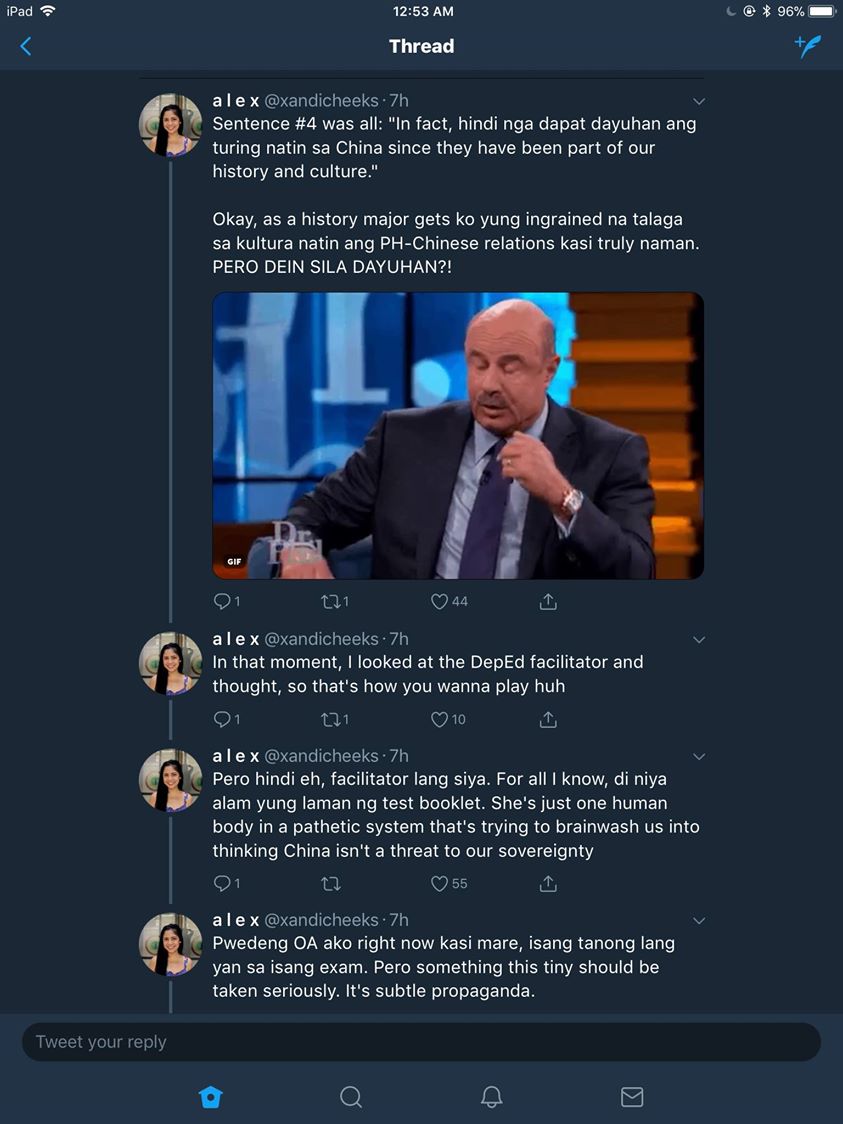 iPad
12:53 AM
96%
Thread
a l e x @xandicheeks · 7h
Sentence #4 was all: "In fact, hindi nga dapat dayuhan ang
turing natin sa China since they have been part of our
history and culture."
Okay, as a history major gets ko yung ingrained na talaga
sa kultura natin ang PH-Chinese relations kasi truly naman.
PERO DEIN SILA DAYUHAN?!
Dr.
Phil
GIF
1 1 44
a l e x @xandicheeks · 7h
In that moment, I looked at the DepEd facilitator and
thought, so that's how you wanna play huh
1 1 10
a l e x @xandicheeks · 7h
Pero hindi eh, facilitator lang siya. For all I know, di niya
alam yung laman ng test booklet. She's just one human
body in a pathetic system that's trying to brainwash us into
thinking China isn't a threat to our sovereignty
1 55
a l e x @xandicheeks · 7h
Pwedeng OA ako right now kasi mare, isang tanong lang
yan sa isang exam. Pero something this tiny should be
taken seriously. It's subtle propaganda.
Tweet your reply